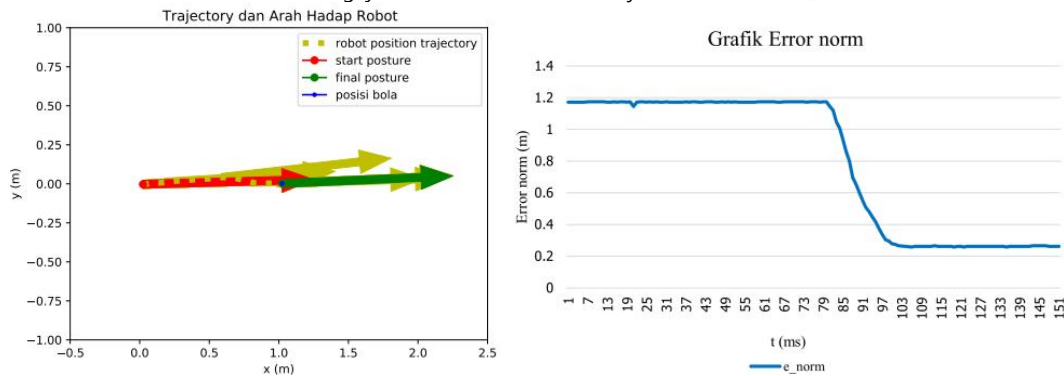 Trajectory dan Arah Hadap Robot
1.00
0.75
0.50
0.25
0.00
−0.25
−0.50
−0.75
−1.00
y (m)
robot position trajectory
start posture
final posture
posisi bola
−0.5
0.0
0.5
1.0
1.5
2.0
2.5
x (m)
Grafik Error norm
1.4
1.2
1
0.8
0.6
0.4
0.2
0
Error norm (m)
1 7 13 19 25 31 37 43 49 55 61 67 73 79 85 91 97 103 109 115 121 127 133 139 145 151
t (ms)
e_norm